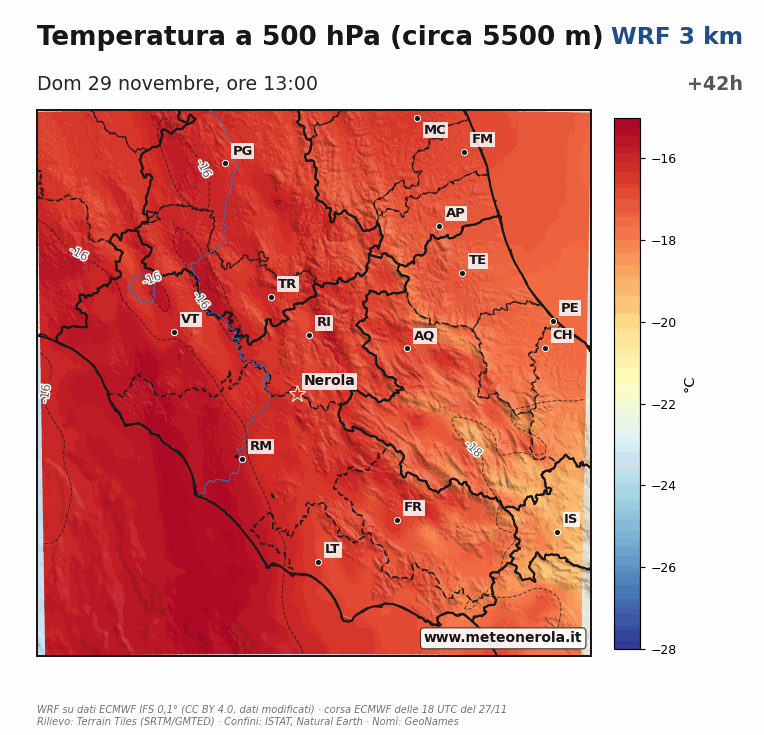 Temperatura a 500 hPa (circa 5500 m) WRF 3 km
Dom 29 novembre, ore 13:00 +42h
MC
FM
PG
-16
AP
-16
TE
-16
TR
-16
PE
VT
RI
AQ
CH
Nerola
-16
RM
-18
FR
IS
LT
www.meteonerola.it
−16
−18
−20
−22
−24
−26
−28
°C
WRF su dati ECMWF IFS 0,1° (CC BY 4.0, dati modificati) · corsa ECMWF delle 18 UTC del 27/11
Rilievo: Terrain Tiles (SRTM/GMTED) · Confini: ISTAT, Natural Earth · Nomi: GeoNames